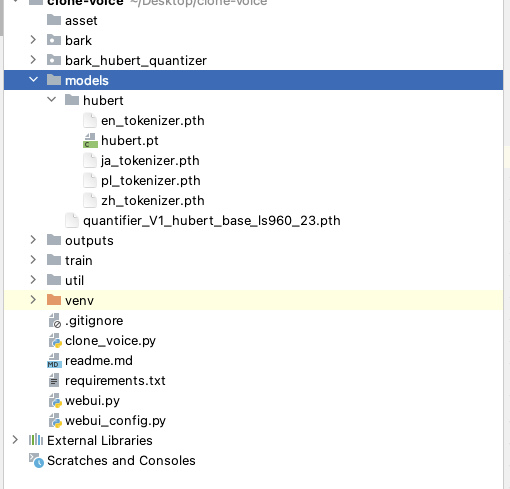 clone-voice ~/Desktop/clone-voice
asset
bark
bark_hubert_quantizer
models
hubert
en_tokenizer.pth
hubert.pt
ja_tokenizer.pth
pl_tokenizer.pth
zh_tokenizer.pth
quantifier_V1_hubert_base_ls960_23.pth
outputs
train
util
venv
.gitignore
clone_voice.py
readme.md
requirements.txt
webui.py
webui_config.py
External Libraries
Scratches and Consoles